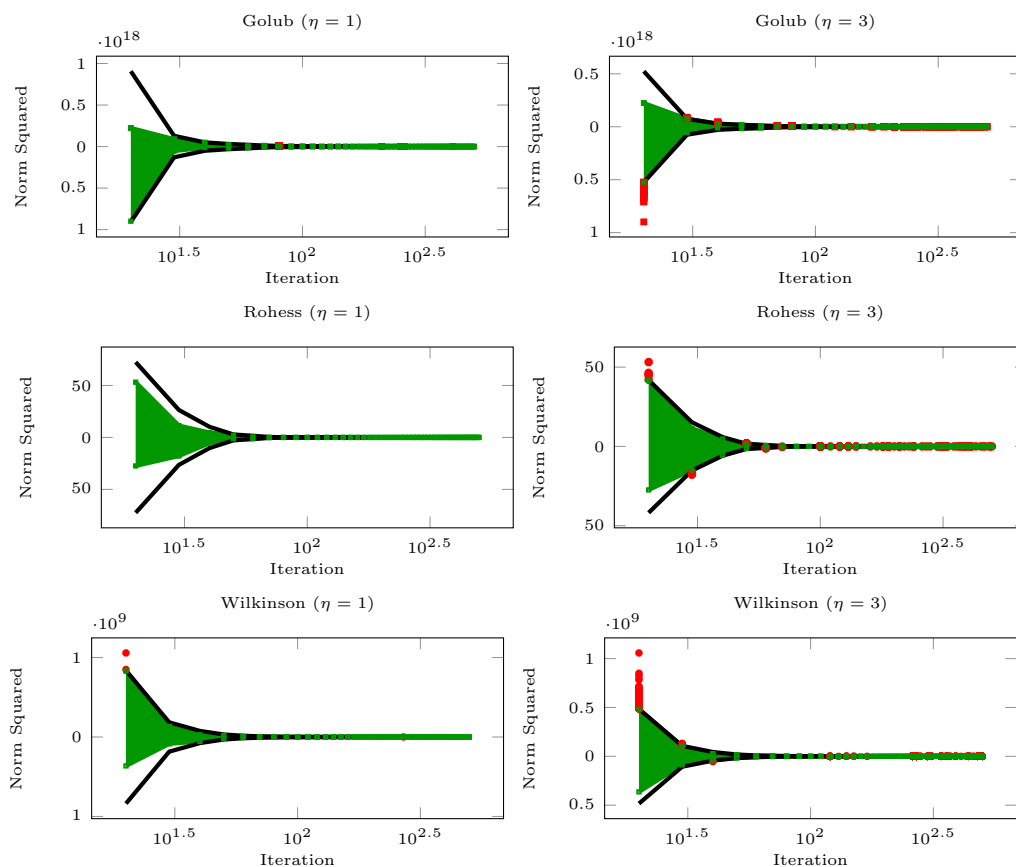 Golub (η = 1)
·10^18
1
0.5
0
0.5
1
Norm Squared
10^1.5
10^2
10^2.5
Iteration
Golub (η = 3)
·10^18
0.5
0
0.5
1
Norm Squared
10^1.5
10^2
10^2.5
Iteration
Rohess (η = 1)
50
0
50
Norm Squared
10^1.5
10^2
10^2.5
Iteration
Rohess (η = 3)
50
0
50
Norm Squared
10^1.5
10^2
10^2.5
Iteration
Wilkinson (η = 1)
·10^9
1
0
1
Norm Squared
10^1.5
10^2
10^2.5
Iteration
Wilkinson (η = 3)
·10^9
1
0.5
0
0.5
Norm Squared
10^1.5
10^2
10^2.5
Iteration